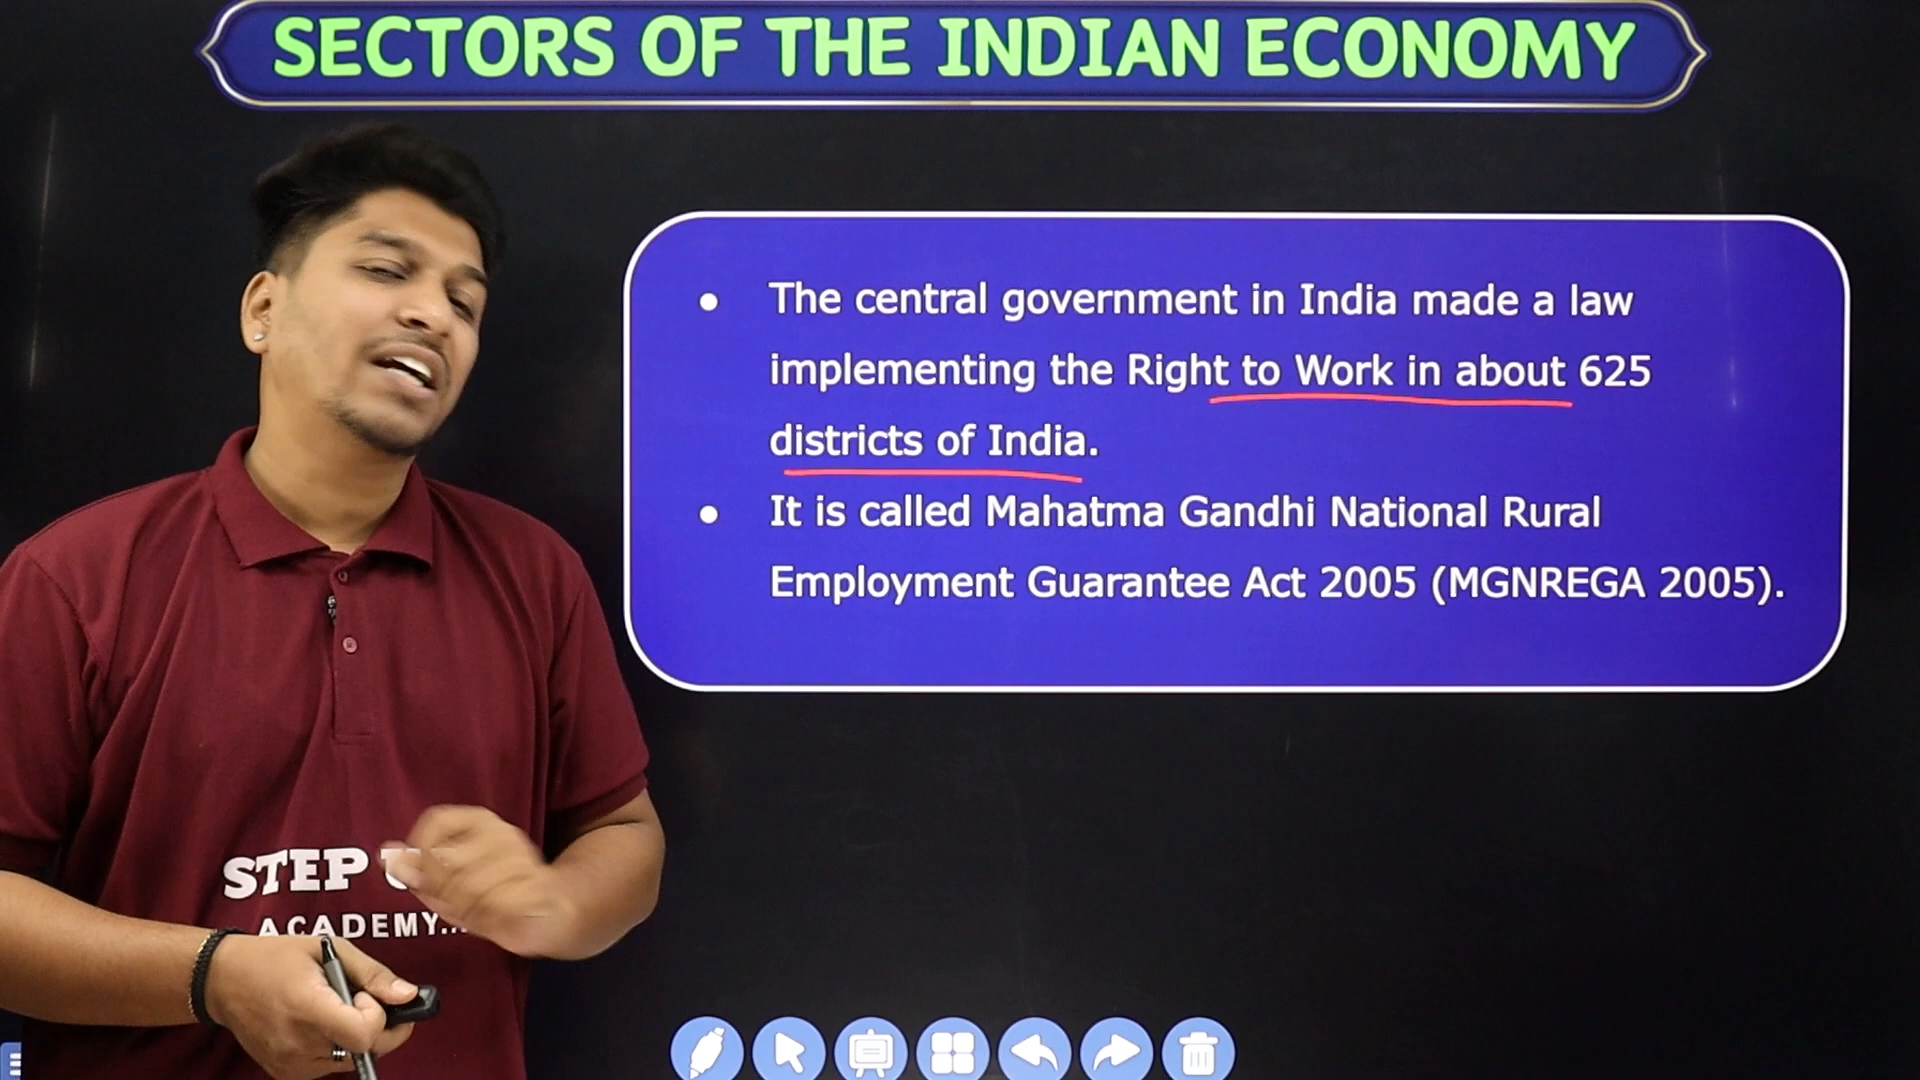 SECTORS OF THE INDIAN ECONOMY
• The central government in India made a law
implementing the Right to Work in about 625
districts of India.
• It is called Mahatma Gandhi National Rural
Employment Guarantee Act 2005 (MGNREGA 2005).
STEP
ACADEMY...